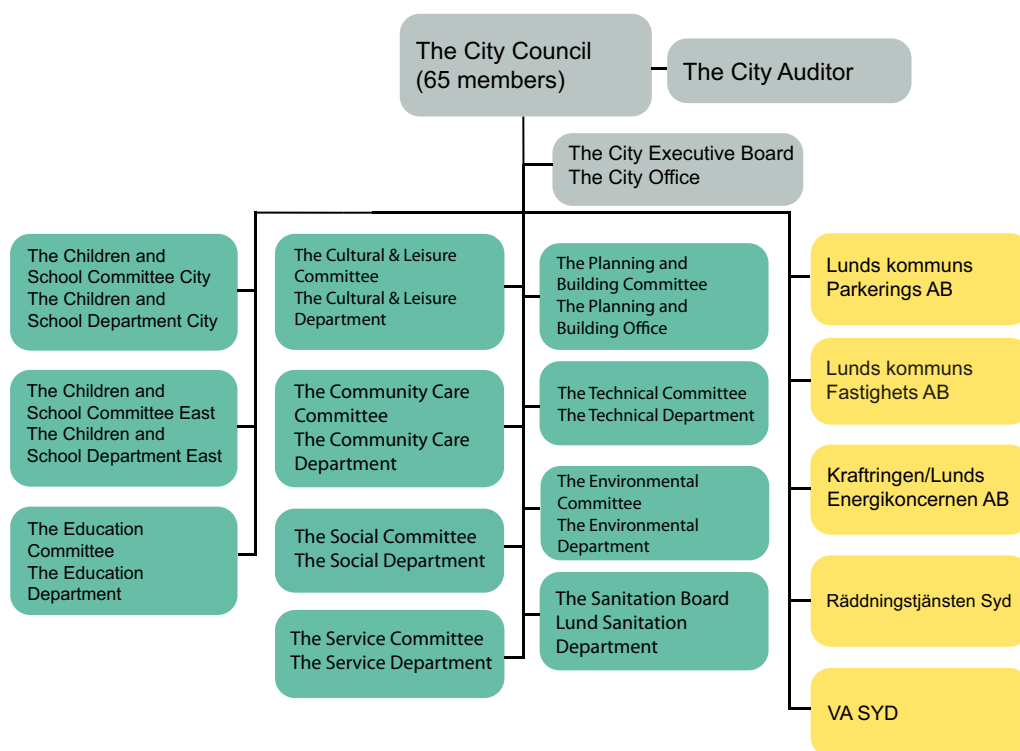 The City Council
(65 members)
The City Auditor
The City Executive Board
The City Office
The Children and
School Committee City
The Children and
School Department City
The Children and
School Committee East
The Children and
School Department East
The Education
Committee
The Education
Department
The Cultural & Leisure
Committee
The Cultural & Leisure
Department
The Community Care
Committee
The Community Care
Department
The Social Committee
The Social Department
The Service Committee
The Service Department
The Planning and
Building Committee
The Planning and
Building Office
The Technical Committee
The Technical Department
The Environmental
Committee
The Environmental
Department
The Sanitation Board
Lund Sanitation
Department
Lunds kommuns
Parkerings AB
Lunds kommuns
Fastighets AB
Kraftringen/Lunds
Energikoncernen AB
Räddningstjänsten Syd
VA SYD